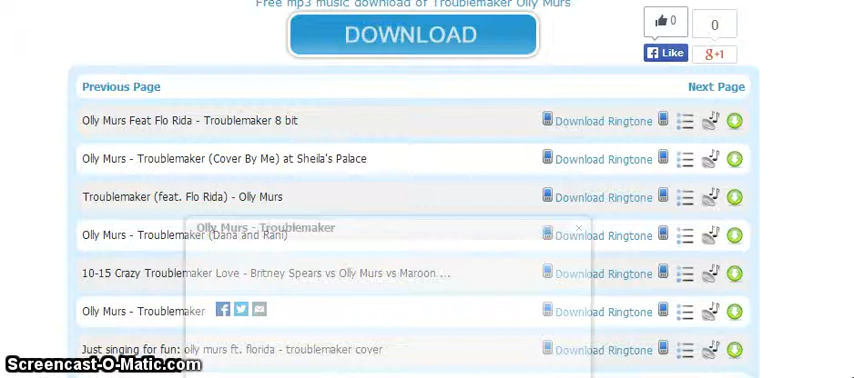 Free mp3 music download of Troublemaker Olly Murs
DOWNLOAD
0
0
Like
g+1
Previous Page
Next Page
Olly Murs Feat Flo Rida - Troublemaker 8 bit
Download Ringtone
Olly Murs - Troublemaker (Cover By Me) at Sheila's Palace
Download Ringtone
Troublemaker (feat. Flo Rida) - Olly Murs
Download Ringtone
Olly Murs - Troublemaker
Olly Murs - Troublemaker (Dana and Rani)
Download Ringtone
10-15 Crazy Troublemaker Love - Britney Spears vs Olly Murs vs Maroon....
Download Ringtone
Olly Murs - Troublemaker
Download Ringtone
Just singing for fun: olly murs ft. florida - troublemaker cover
Download Ringtone
Screencast-O-Matic.com